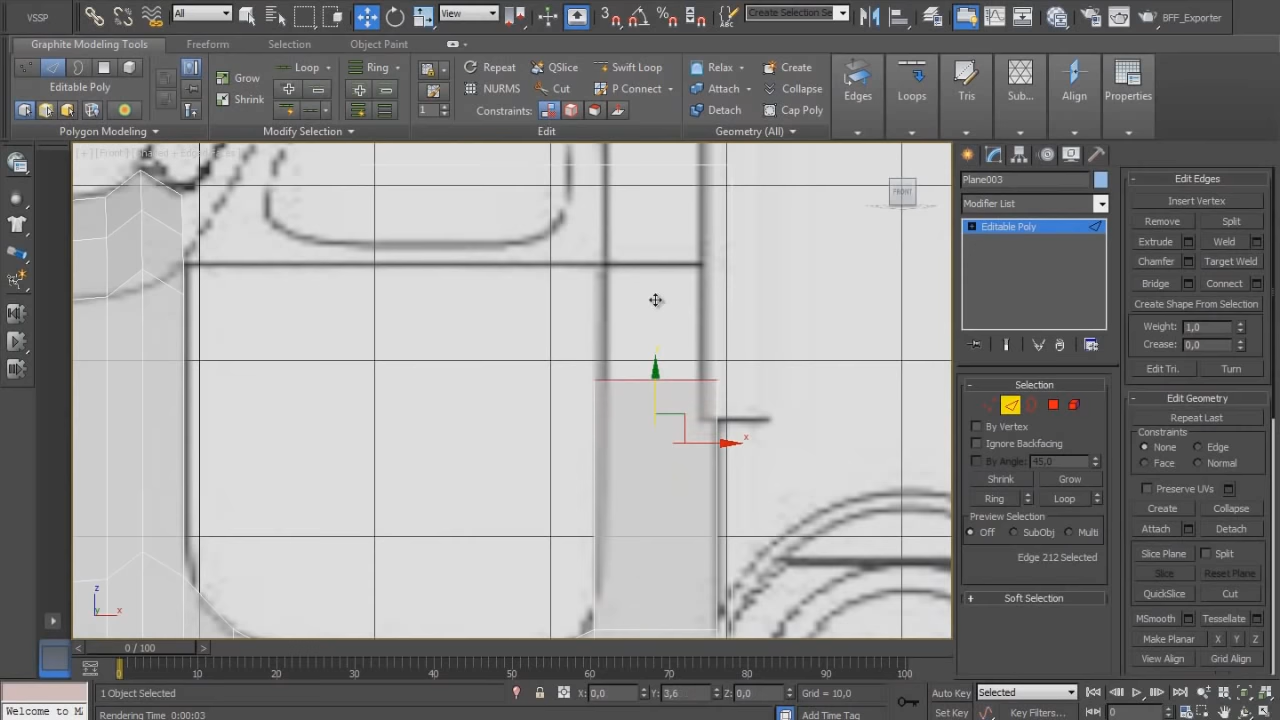 VSSP
All
View
Create Selection Se
BFF_Exporter
Graphite Modeling Tools
Freeform
Selection
Object Paint
Editable Poly
Polygon Modeling
Grow
Shrink
Loop
Ring
Modify Selection
1
Repeat
QSlice
Swift Loop
NURMS
Cut
P Connect
Constraints:
Edit
Relax
Create
Attach
Collapse
Detach
Cap Poly
Geometry (All)
Edges
Loops
Tris
Sub...
Align
Properties
FRONT
x
z
x
Plane003
Modifier List
Editable Poly
Selection
By Vertex
Ignore Backfacing
By Angle: 45.0
Shrink
Grow
Ring
Loop
Preview Selection
Off
SubObj
Multi
Edge 212 Selected
Soft Selection
Edit Edges
Insert Vertex
Remove
Split
Extrude
Weld
Chamfer
Target Weld
Bridge
Connect
Create Shape From Selection
Weight: 1,0
Crease: 0,0
Edit Tri.
Turn
Edit Geometry
Repeat Last
Constraints
None
Edge
Face
Normal
Preserve UVs
Create
Collapse
Attach
Detach
Slice Plane
Split
Slice
Reset Plane
QuickSlice
Cut
MSmooth
Tessellate
Make Planar
X
Y
Z
View Align
Grid Align
0 / 100
0
10
20
30
40
50
60
70
80
90
100
Welcome to M
1 Object Selected
X: 0,0
Y: 3,6
Z: 0,0
Grid = 10,0
Auto Key
Selected
Rendering Time 0:00:03
Add Time Tag
Set Key
Key Filters...
0